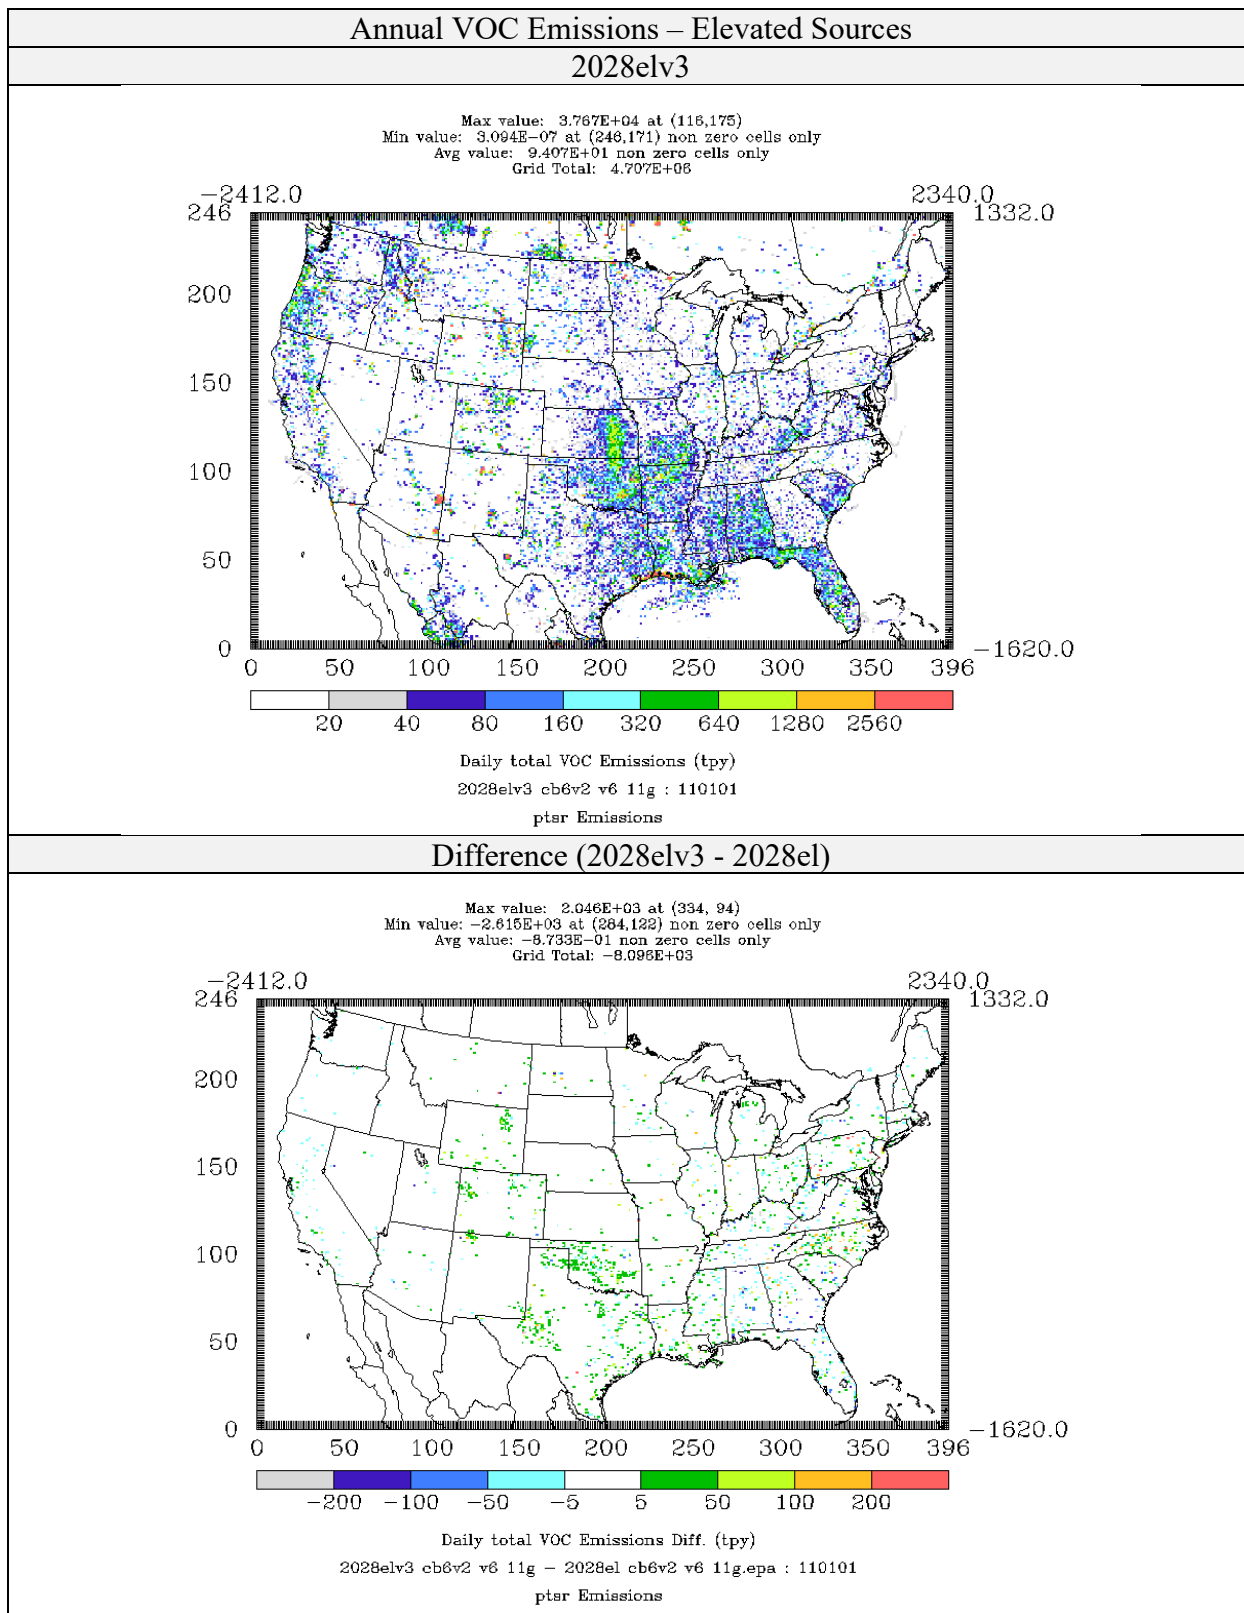 Annual VOC Emissions – Elevated Sources
2028elv3
Max value: 3.767E+04 at (116,175)
Min value: 3.094E-07 at (246,171) non zero cells only
Avg value: 9.407E+01 non zero cells only
Grid Total: 4.707E+06
-2412.0 2340.0
246 1332.0
200
150
100
50
0 -1620.0
0 50 100 150 200 250 300 350 396
20 40 80 160 320 640 1280 2560
Daily total VOC Emissions (tpy)
2028elv3 cb6v2 v6 11g : 110101
ptsr Emissions
Difference (2028elv3 - 2028el)
Max value: 2.046E+03 at (334, 94)
Min value: -2.615E+03 at (284,122) non zero cells only
Avg value: -8.733E-01 non zero cells only
Grid Total: -8.096E+03
-2412.0 2340.0
246 1332.0
200
150
100
50
0 -1620.0
0 50 100 150 200 250 300 350 396
-200 -100 -50 -5 5 50 100 200
Daily total VOC Emissions Diff. (tpy)
2028elv3 cb6v2 v6 11g - 2028el cb6v2 v6 11g.epa : 110101
ptsr Emissions